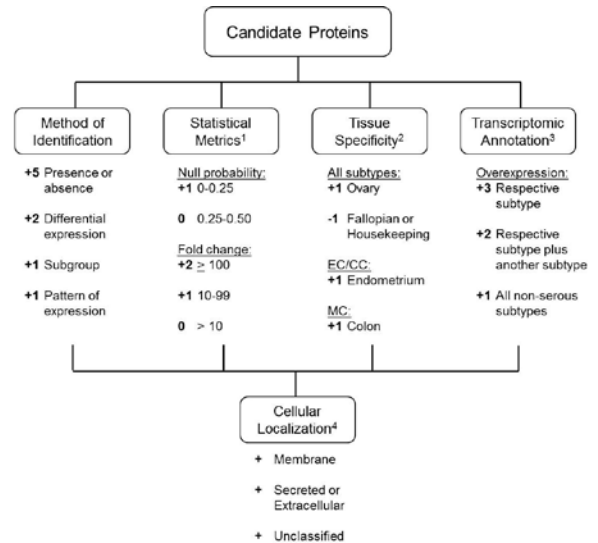 Candidate Proteins
Method of
Identification
+5 Presence or
absence
+2 Differential
expression
+1 Subgroup
+1 Pattern of
expression
Statistical
Metrics¹
Null probability:
+1 0-0.25
0 0.25-0.50
Fold change:
+2 ≥ 100
+1 10-99
0 > 10
Tissue
Specificity²
All subtypes:
+1 Ovary
-1 Fallopian or
Housekeeping
EC/CC:
+1 Endometrium
MC:
+1 Colon
Transcriptomic
Annotation³
Overexpression:
+3 Respective
subtype
+2 Respective
subtype plus
another subtype
+1 All non-serous
subtypes
Cellular
Localization⁴
+ Membrane
+ Secreted or
Extracellular
+ Unclassified